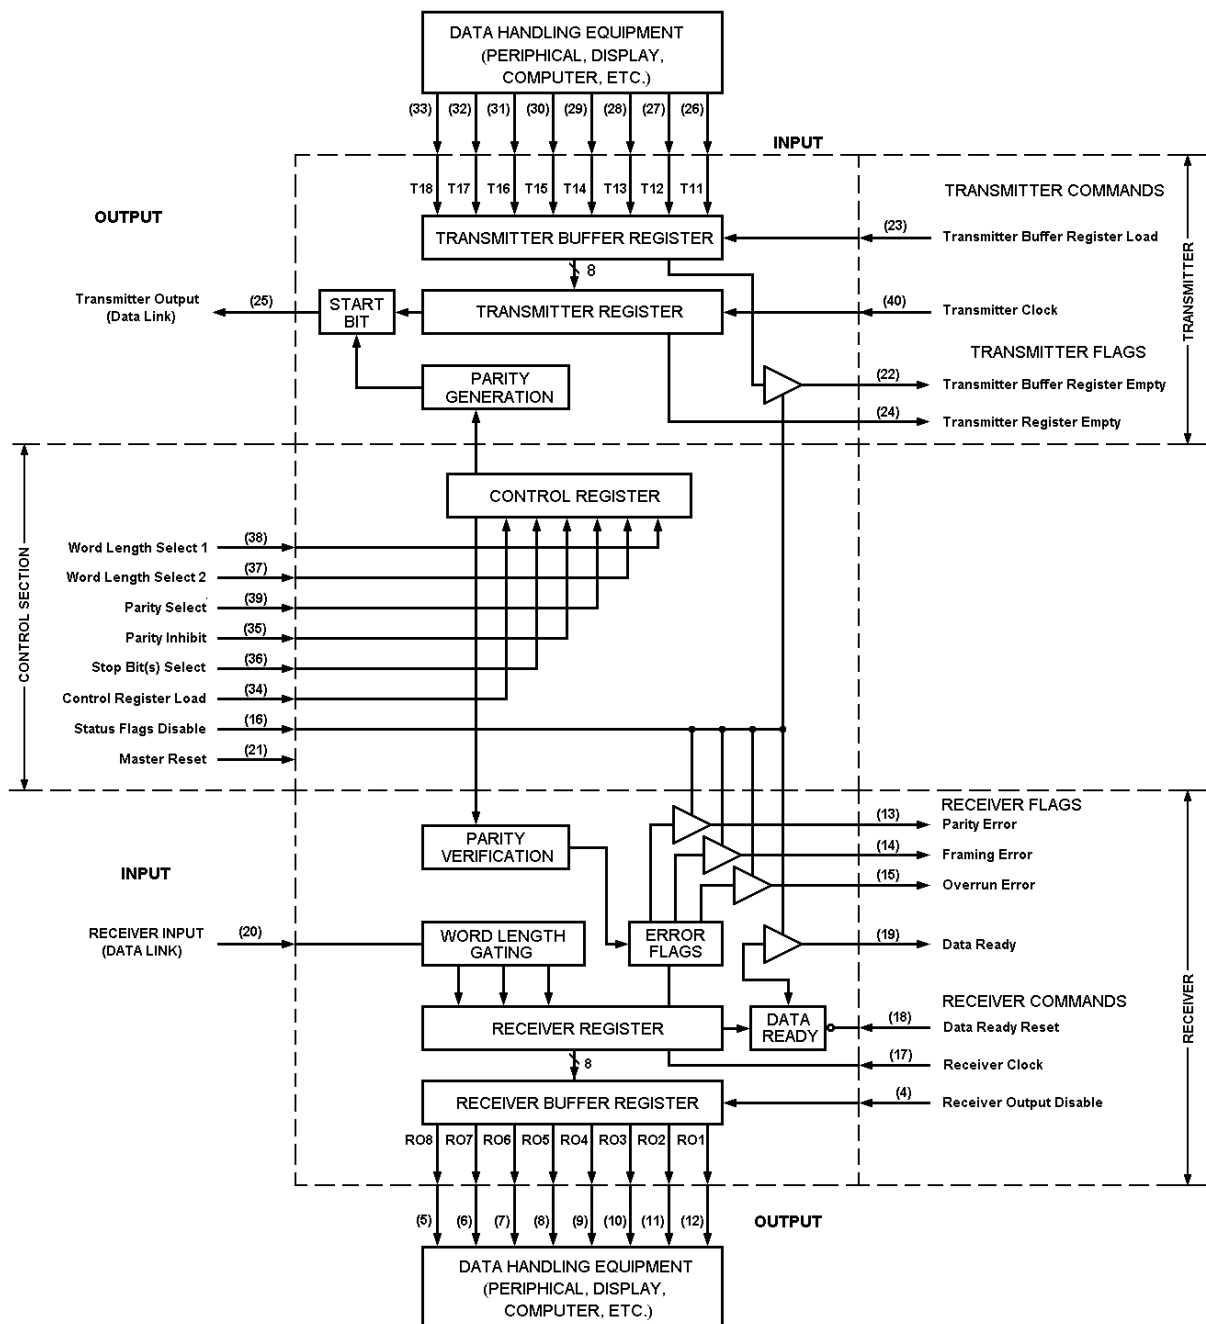 DATA HANDLING EQUIPMENT
(PERIPHICAL, DISPLAY,
COMPUTER, ETC.)
(33) (32) (31) (30) (29) (28) (27) (26)
INPUT
T18 T17 T16 T15 T14 T13 T12 T11
TRANSMITTER COMMANDS
OUTPUT
TRANSMITTER BUFFER REGISTER
(23)
Transmitter Buffer Register Load
8
TRANSMITTER
Transmitter Output
(Data Link)
(25)
START
BIT
TRANSMITTER REGISTER
(40)
Transmitter Clock
TRANSMITTER FLAGS
PARITY
GENERATION
(22)
Transmitter Buffer Register Empty
(24)
Transmitter Register Empty
CONTROL SECTION
CONTROL REGISTER
Word Length Select 1
(38)
Word Length Select 2
(37)
Parity Select
(39)
Parity Inhibit
(35)
Stop Bit(s) Select
(36)
Control Register Load
(34)
Status Flags Disable
(16)
Master Reset
(21)
RECEIVER FLAGS
(13)
Parity Error
PARITY
VERIFICATION
(14)
Framing Error
INPUT
(15)
Overrun Error
RECEIVER INPUT
(DATA LINK)
(20)
WORD LENGTH
GATING
ERROR
FLAGS
(19)
Data Ready
RECEIVER COMMANDS
RECEIVER
RECEIVER REGISTER
DATA
READY
(18)
Data Ready Reset
8
(17)
Receiver Clock
RECEIVER BUFFER REGISTER
(4)
Receiver Output Disable
RO8 RO7 RO6 RO5 RO4 RO3 RO2 RO1
(5) (6) (7) (8) (9) (10) (11) (12)
OUTPUT
DATA HANDLING EQUIPMENT
(PERIPHICAL, DISPLAY,
COMPUTER, ETC.)